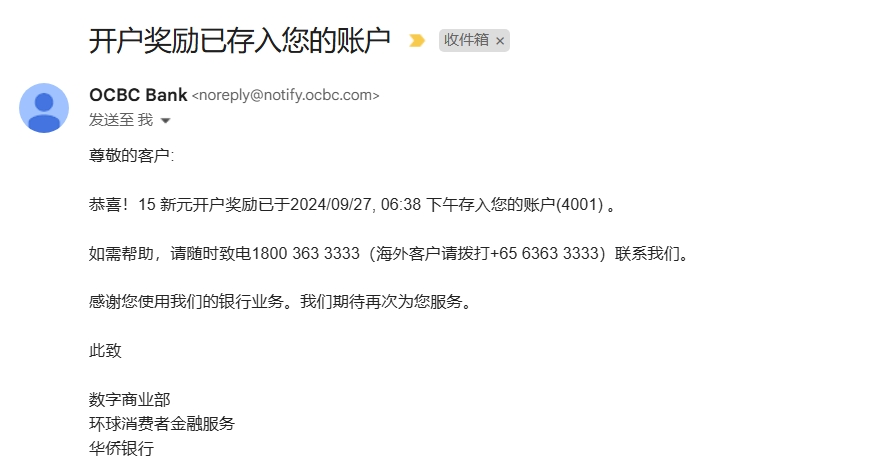 开户奖励已存入您的账户
收件箱 ×
OCBC Bank <noreply@notify.ocbc.com>
发送至 我
尊敬的客户:
恭喜！15 新元开户奖励已于2024/09/27, 06:38 下午存入您的账户(4001) 。
如需帮助，请随时致电1800 363 3333（海外客户请拨打+65 6363 3333）联系我们。
感谢您使用我们的银行业务。我们期待再次为您服务。
此致
数字商业部
环球消费者金融服务
华侨银行